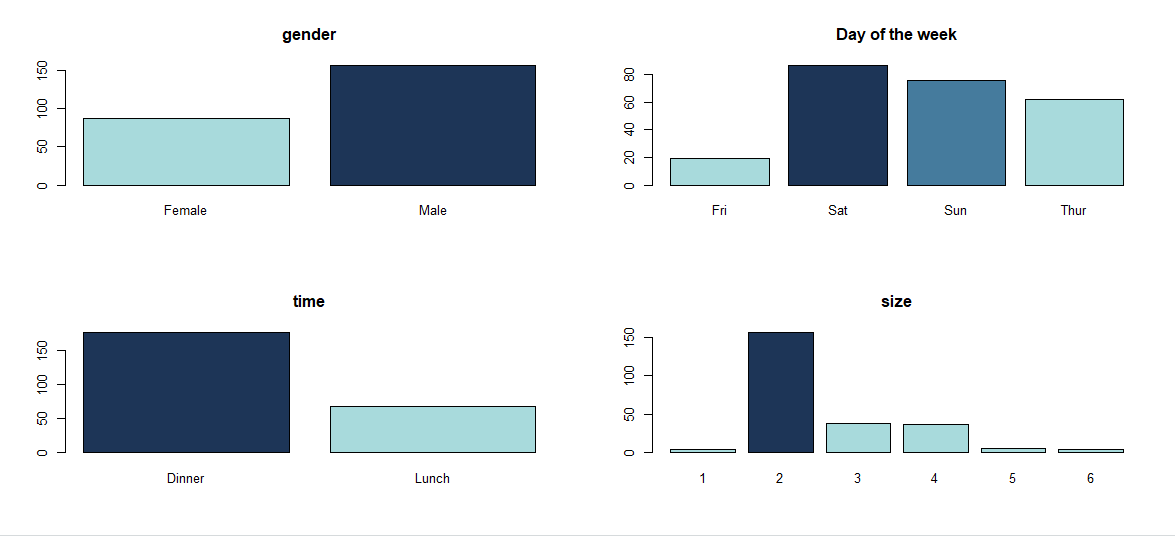 gender
150
100
50
0
Female Male
Day of the week
80
60
40
20
0
Fri Sat Sun Thur
time
150
100
50
0
Dinner Lunch
size
150
100
50
0
1 2 3 4 5 6